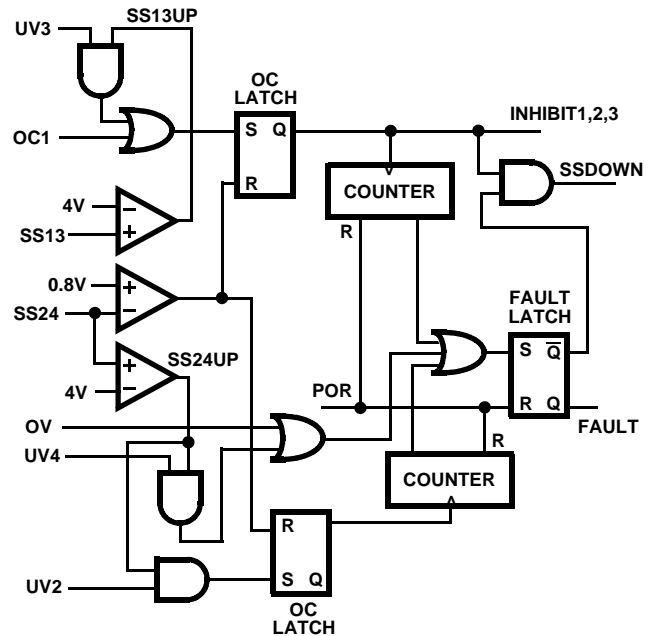 SS13UP
UV3
OC
LATCH
INHIBIT1,2,3
S Q
OC1
SSDOWN
R
COUNTER
4V
−
+
SS13
R
0.8V
+
−
SS24
FAULT
LATCH
SS24UP
+
−
4V
S Q
POR
R Q
OV
FAULT
R
UV4
COUNTER
R
S Q
UV2
OC
LATCH